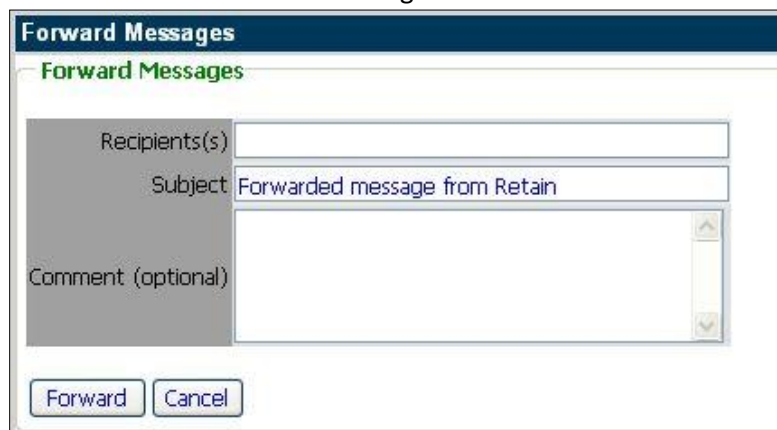 Forward Messages
Forward Messages
Recipients(s)
Subject Forwarded message from Retain
Comment (optional)
Forward Cancel